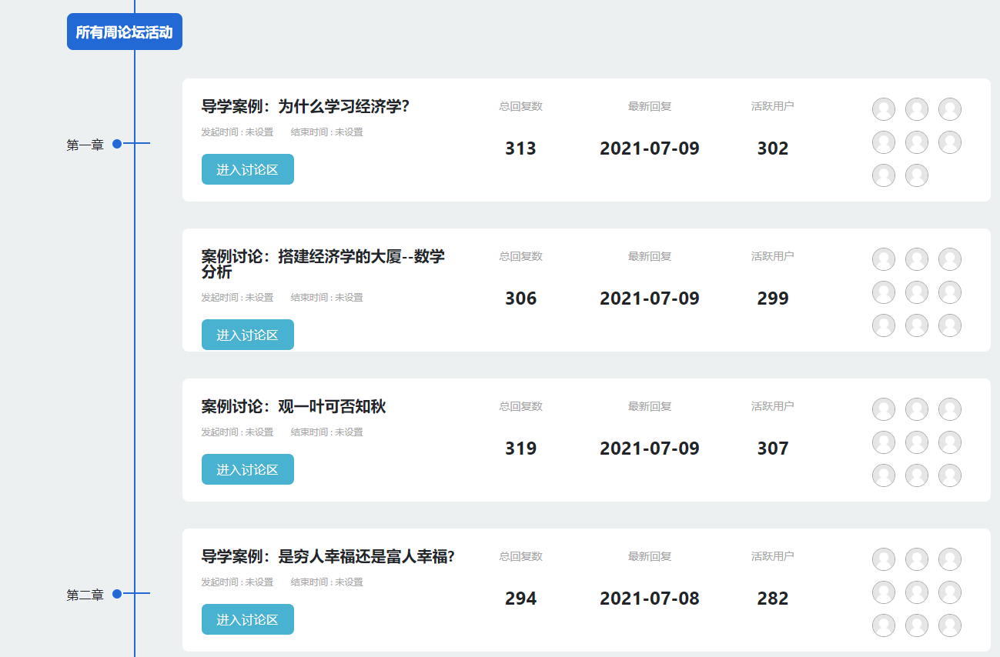 所有周论坛活动
第一章
导学案例：为什么学习经济学？
发起时间 : 未设置 结束时间 : 未设置
进入讨论区
总回复数
313
最新回复
2021-07-09
活跃用户
302
案例讨论：搭建经济学的大厦--数学
分析
发起时间 : 未设置 结束时间 : 未设置
进入讨论区
总回复数
306
最新回复
2021-07-09
活跃用户
299
案例讨论：观一叶可否知秋
发起时间 : 未设置 结束时间 : 未设置
进入讨论区
总回复数
319
最新回复
2021-07-09
活跃用户
307
第二章
导学案例：是穷人幸福还是富人幸福?
发起时间 : 未设置 结束时间 : 未设置
进入讨论区
总回复数
294
最新回复
2021-07-08
活跃用户
282